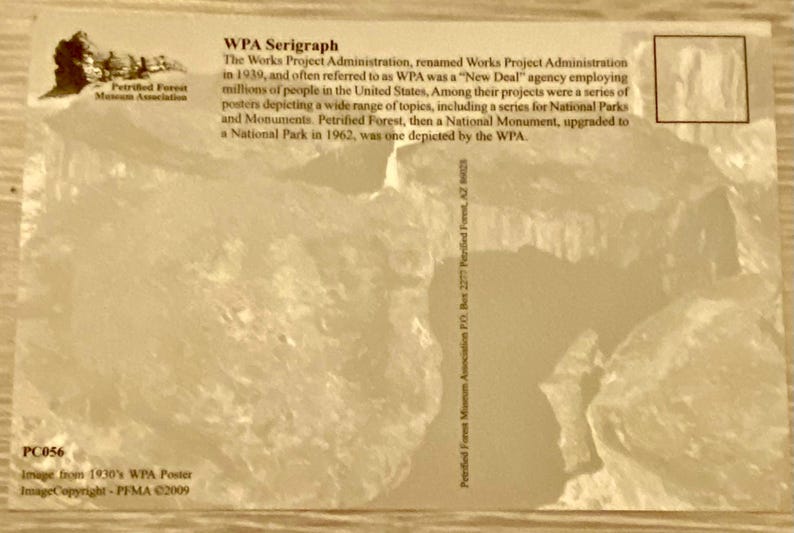 WPA Serigraph
The Works Project Administration, renamed Works Project Administration
in 1939, and often referred to as WPA was a "New Deal" agency employing
millions of people in the United States, Among their projects were a series of
posters depicting a wide range of topics, including a series for National Parks
and Monuments. Petrified Forest, then a National Monument, upgraded to
a National Park in 1962, was one depicted by the WPA.
Petrified Forest
Museum Association
Petrified Forest Museum Association P.O. Box 2277 Petrified Forest, AZ 86028
PC056
Image from 1930's WPA Poster
ImageCopyright - PFMA ©2009